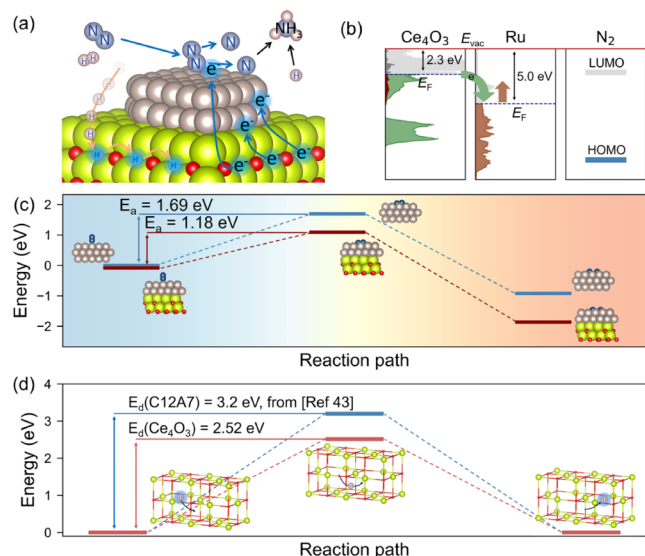 (a)
N N N N N NH3
H H H
e⁻ e⁻ e⁻ e⁻ e⁻ e⁻
H H H
(b) Ce4O3 Evac Ru N2
2.3 eV
5.0 eV
LUMO
EF
e
EF
HOMO
(c)
Ea = 1.69 eV
Ea = 1.18 eV
Energy (eV)
2
1
0
−1
−2
Reaction path
(d)
Ed(C12A7) = 3.2 eV, from [Ref 43]
Ed(Ce4O3) = 2.52 eV
Energy (eV)
4
3
2
1
0
Reaction path